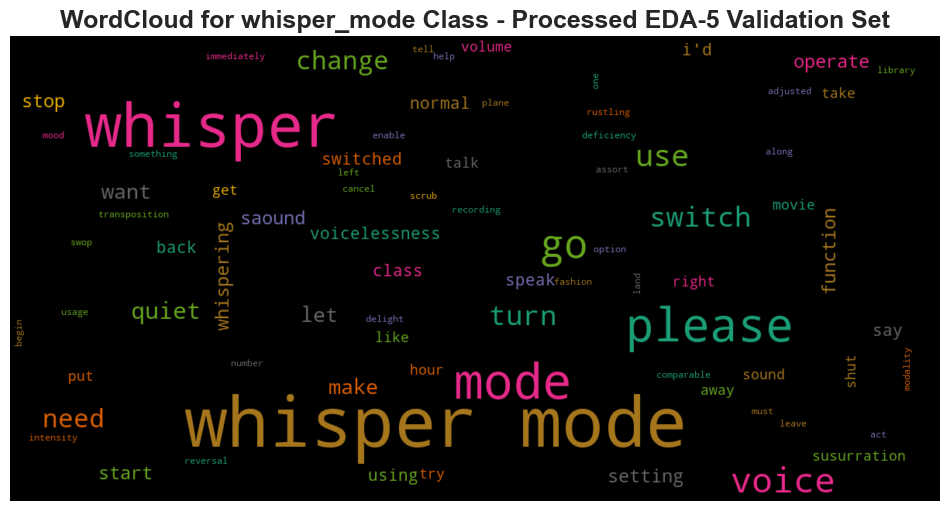 WordCloud for whisper_mode Class - Processed EDA-5 Validation Set
immediately
change
tell
help
volume
i'd
operate
library
stop
whisper
normal
plane
one
rustling
adjusted
take
mood
something
enable
deficiency
switched
talk
use
along
left
assort
want
get
cancel
scrub
transposition
saound
recording
switch
movie
function
voicelessness
swop
back
whispering
go
option
class
speak
fashion
land
right
usage
quiet
let
delight
turn
please
say
begin
like
number
put
hour
mode
comparable
shut
modality
make
away
sound
need
whisper mode
must
leave
intensity
act
reversal
susurration
start
using
try
setting
voice